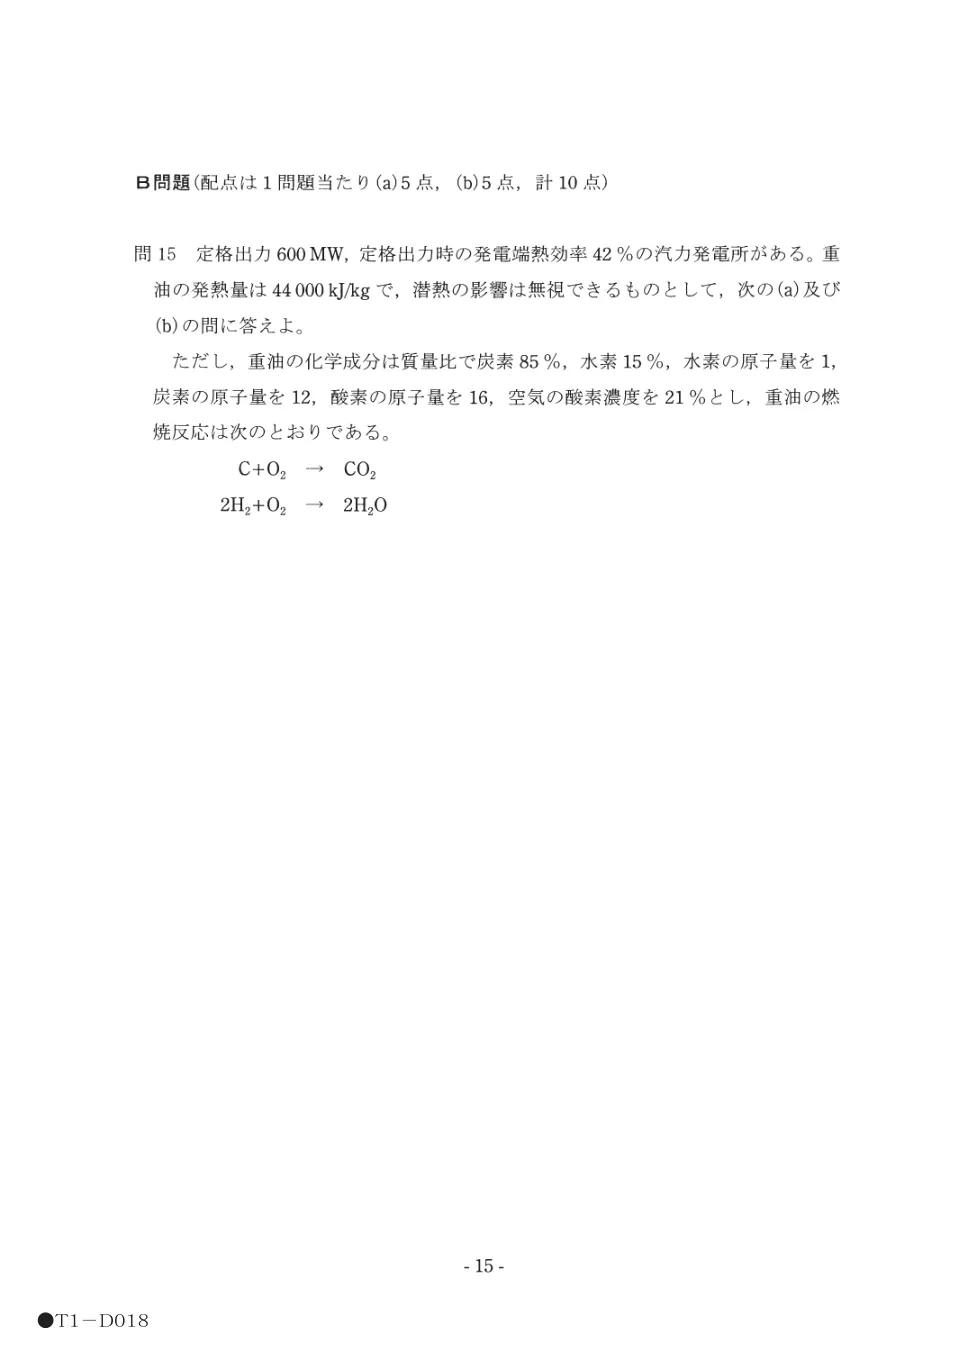 B問題(配点は1問題当たり(a)5点，(b)5点，計10点)
問15　定格出力600 MW，定格出力時の発電端熱効率42 %の汽力発電所がある。重
油の発熱量は44 000 kJ/kgで，潜熱の影響は無視できるものとして，次の(a)及び
(b)の問に答えよ。
ただし，重油の化学成分は質量比で炭素85 %，水素15 %，水素の原子量を1，
炭素の原子量を12，酸素の原子量を16，空気の酸素濃度を21 %とし，重油の燃
焼反応は次のとおりである。
C+O₂　→　CO₂
2H₂+O₂　→　2H₂O
- 15 -
●T1－D018